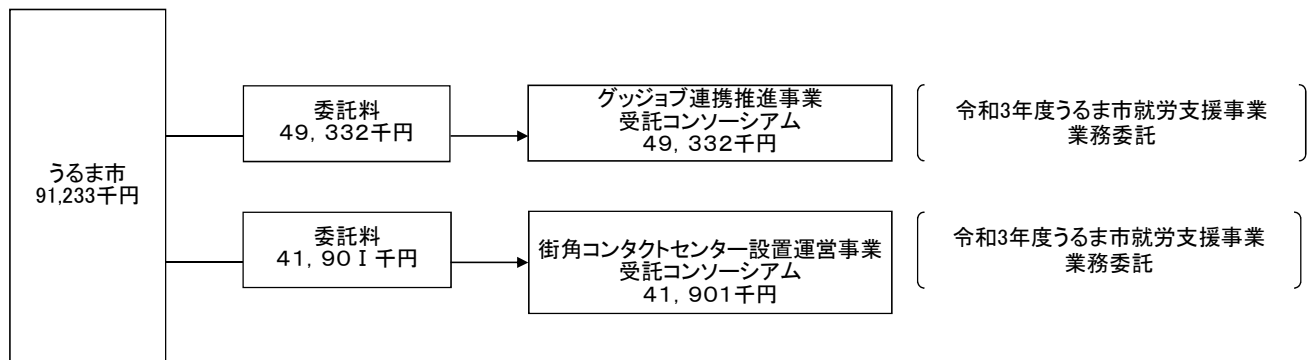 うるま市
91,233千円
委託料
49，332千円
グッジョブ連携推進事業
受託コンソーシアム
49，332千円
令和3年度うるま市就労支援事業
業務委託
委託料
41，90Ｉ千円
街角コンタクトセンター設置運営事業
受託コンソーシアム
41，901千円
令和3年度うるま市就労支援事業
業務委託